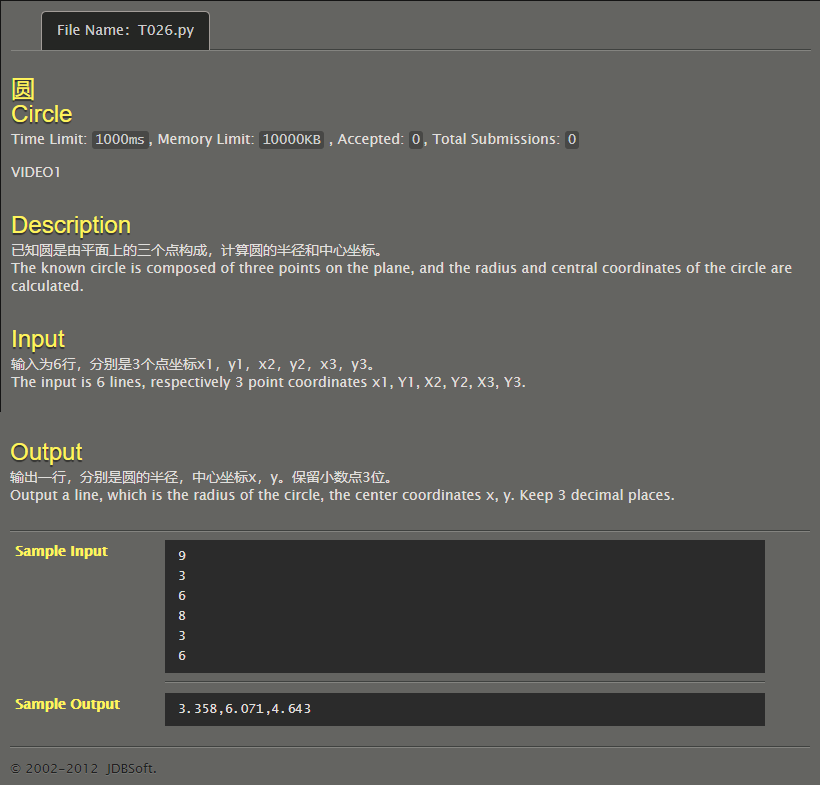 File Name: T026.py
圆
Circle
Time Limit: 1000ms, Memory Limit: 10000KB , Accepted: 0, Total Submissions: 0
VIDEO1
Description
已知圆是由平面上的三个点构成，计算圆的半径和中心坐标。
The known circle is composed of three points on the plane, and the radius and central coordinates of the circle are
calculated.
Input
输入为6行，分别是3个点坐标x1，y1，x2，y2，x3，y3。
The input is 6 lines, respectively 3 point coordinates x1, Y1, X2, Y2, X3, Y3.
Output
输出一行，分别是圆的半径，中心坐标x，y。保留小数点3位。
Output a line, which is the radius of the circle, the center coordinates x, y. Keep 3 decimal places.
Sample Input
9
3
6
8
3
6
Sample Output
3.358,6.071,4.643
© 2002-2012 JDBSoft.